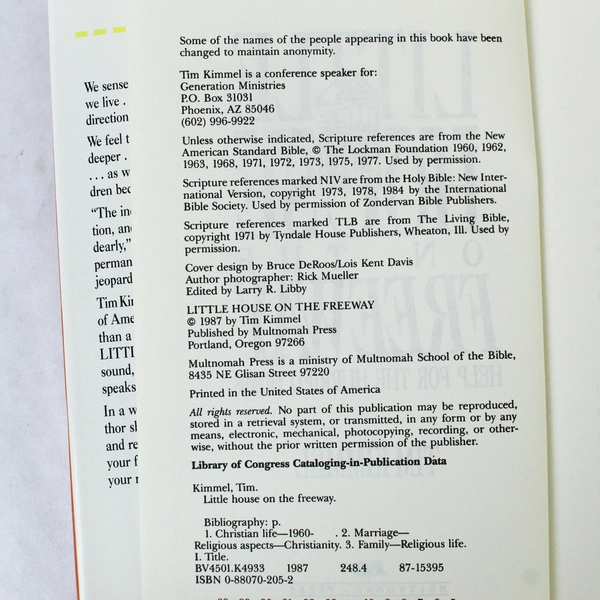 We sense
we live .
direction
We feel t
deeper .
. . . as w
dren bec
"The in
tion, an
dearly,"
perman
jeopard
Tim Ki
of Ame
than a
LITTL
sound,
speaks
In a w
thor sl
and re
your f
your
Some of the names of the people appearing in this book have been
changed to maintain anonymity.
Tim Kimmel is a conference speaker for:
Generation Ministries
P.O. Box 31031
Phoenix, AZ 85046
(602) 996-9922
Unless otherwise indicated, Scripture references are from the New
American Standard Bible, © The Lockman Foundation 1960, 1962,
1963, 1968, 1971, 1972, 1973, 1975, 1977. Used by permission.
Scripture references marked NIV are from the Holy Bible: New Inter-
national Version, copyright 1973, 1978, 1984 by the International
Bible Society. Used by permission of Zondervan Bible Publishers.
Scripture references marked TLB are from The Living Bible,
copyright 1971 by Tyndale House Publishers, Wheaton, Ill. Used by
permission.
Cover design by Bruce DeRoos/Lois Kent Davis
Author photographer: Rick Mueller
Edited by Larry R. Libby
LITTLE HOUSE ON THE FREEWAY
© 1987 by Tim Kimmel
Published by Multnomah Press
Portland, Oregon 97266
Multnomah Press is a ministry of Multnomah School of the Bible,
8435 NE Glisan Street 97220
Printed in the United States of America
All rights reserved. No part of this publication may be reproduced,
stored in a retrieval system, or transmitted, in any form or by any
means, electronic, mechanical, photocopying, recording, or other-
wise, without the prior written permission of the publisher.
Library of Congress Cataloging-in-Publication Data
Kimmel, Tim.
Little house on the freeway.
Bibliography: p.
1. Christian life—1960- . 2. Marriage—
Religious aspects—Christianity. 3. Family—Religious life.
I. Title.
BV4501.K4933 1987 248.4 87-15395
ISBN 0-88070-205-2